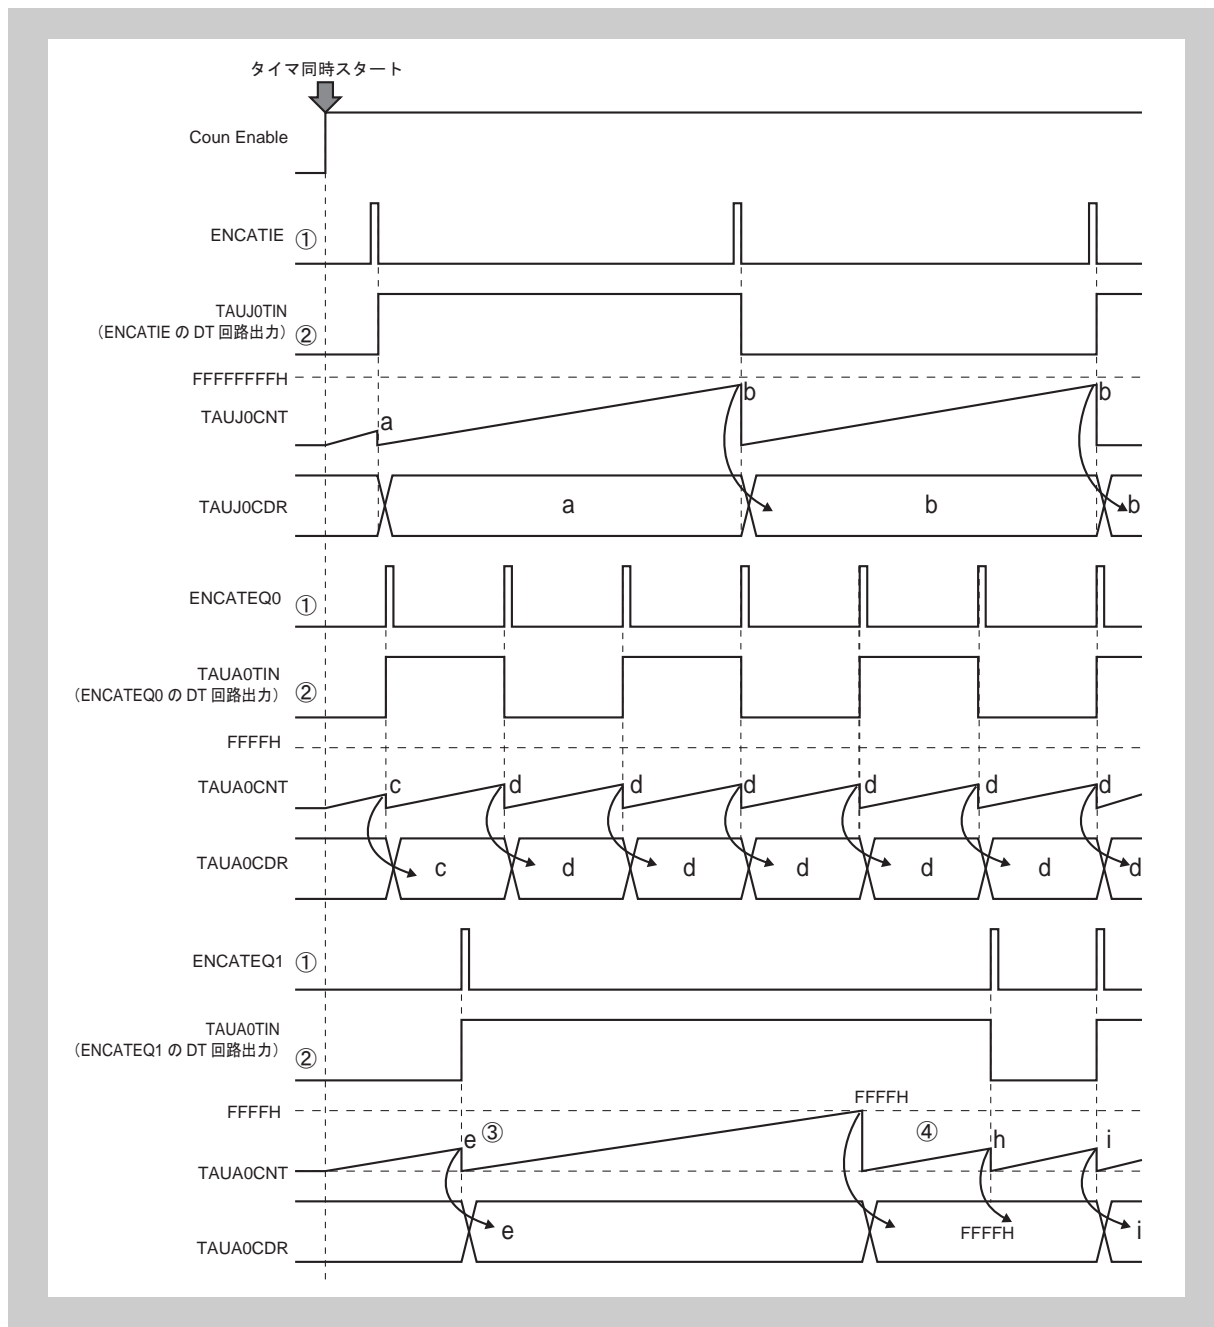 タイマ同時スタート
Coun Enable
ENCATIE ①
TAUJ0TIN
（ENCATIE の DT 回路出力） ②
FFFFFFFFH
TAUJ0CNT
a
b
b
TAUJ0CDR
a
b
b
ENCATEQ0 ①
TAUA0TIN
（ENCATEQ0 の DT 回路出力） ②
FFFFH
TAUA0CNT
c d d d d d d
TAUA0CDR
c d d d d d d
ENCATEQ1 ①
TAUA0TIN
（ENCATEQ1 の DT 回路出力） ②
FFFFH
FFFFH
e ③ ④ h i
TAUA0CNT
e FFFFH i
TAUA0CDR